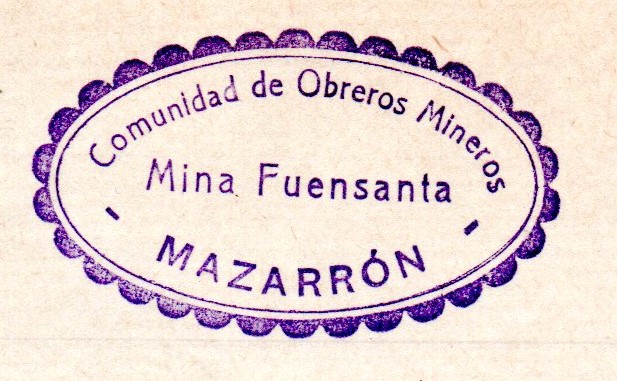 Comunidad de Obreros Mineros
Mina Fuensanta
- MAZARRÓN -